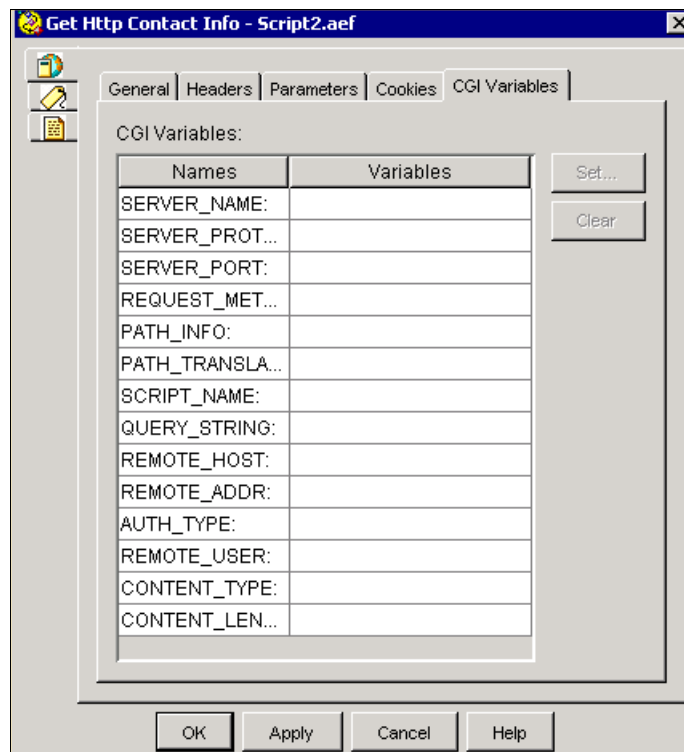 Get Http Contact Info - Script2.aef
General Headers Parameters Cookies CGI Variables
CGI Variables:
Names Variables Set...
SERVER_NAME:
SERVER_PROT... Clear
SERVER_PORT:
REQUEST_MET...
PATH_INFO:
PATH_TRANSLA...
SCRIPT_NAME:
QUERY_STRING:
REMOTE_HOST:
REMOTE_ADDR:
AUTH_TYPE:
REMOTE_USER:
CONTENT_TYPE:
CONTENT_LEN...
OK Apply Cancel Help